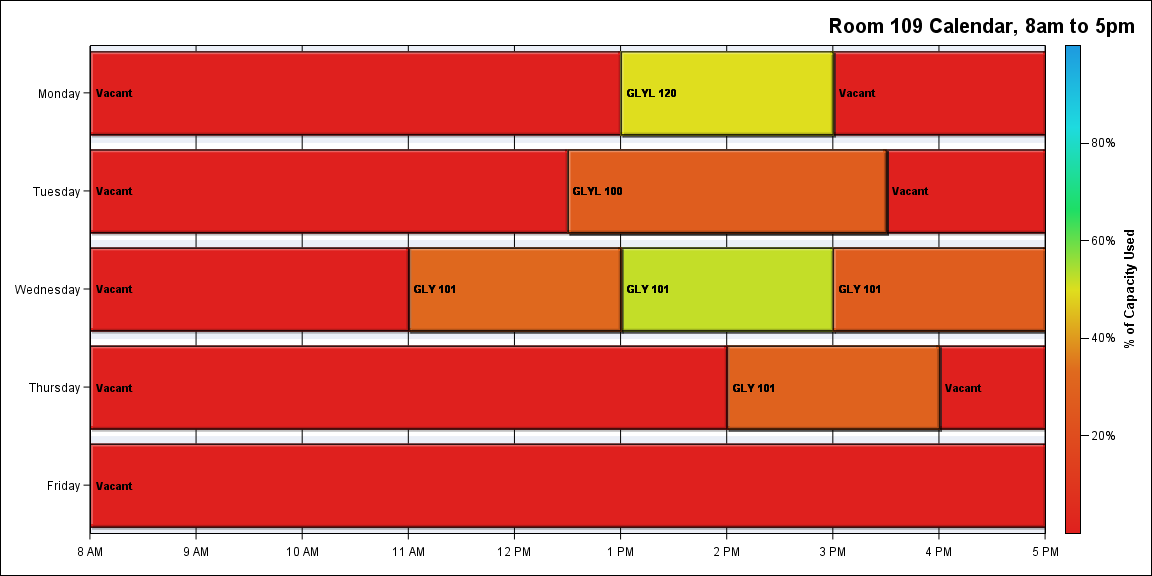 Room 109 Calendar, 8am to 5pm
Monday
Vacant
GLYL 120
Vacant
Tuesday
Vacant
GLYL 100
Vacant
Wednesday
Vacant
GLY 101
GLY 101
GLY 101
Thursday
Vacant
GLY 101
Vacant
Friday
Vacant
8 AM 9 AM 10 AM 11 AM 12 PM 1 PM 2 PM 3 PM 4 PM 5 PM
80%
60%
40%
20%
% of Capacity Used